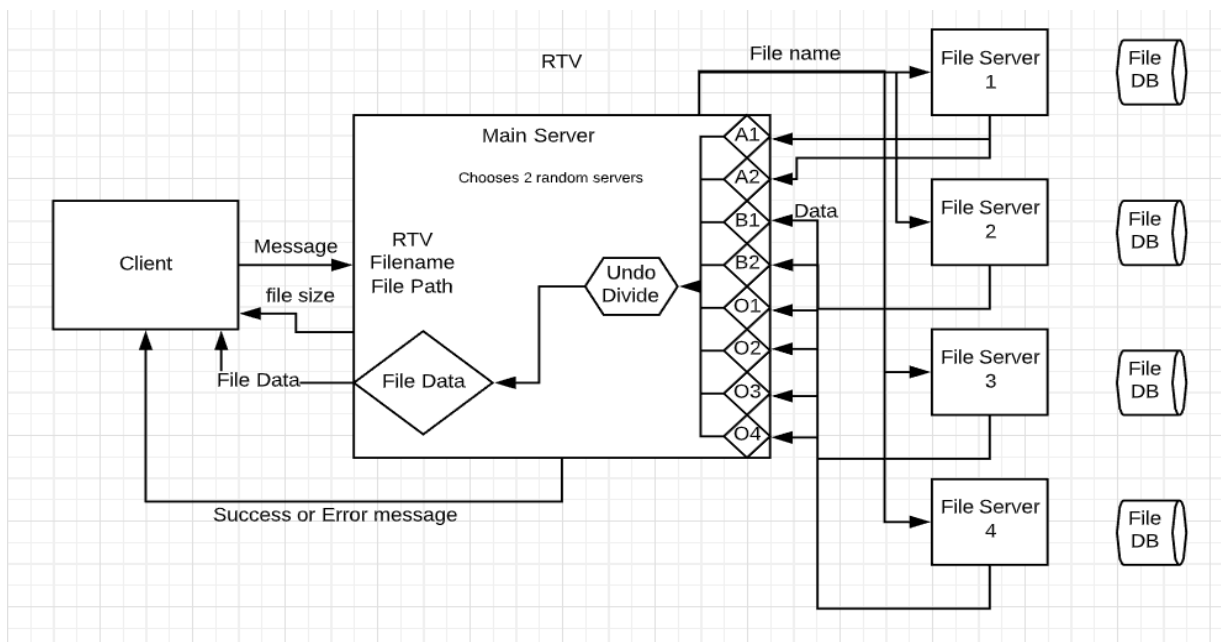 RTV
File name
File Server
1
File
DB
Main Server
A1
Chooses 2 random servers
A2
File Server
2
File
DB
Data
B1
Client
Message
RTV
Filename
File Path
B2
Undo
Divide
file size
O1
O2
File Server
3
File
DB
File Data
File Data
O3
O4
Success or Error message
File Server
4
File
DB